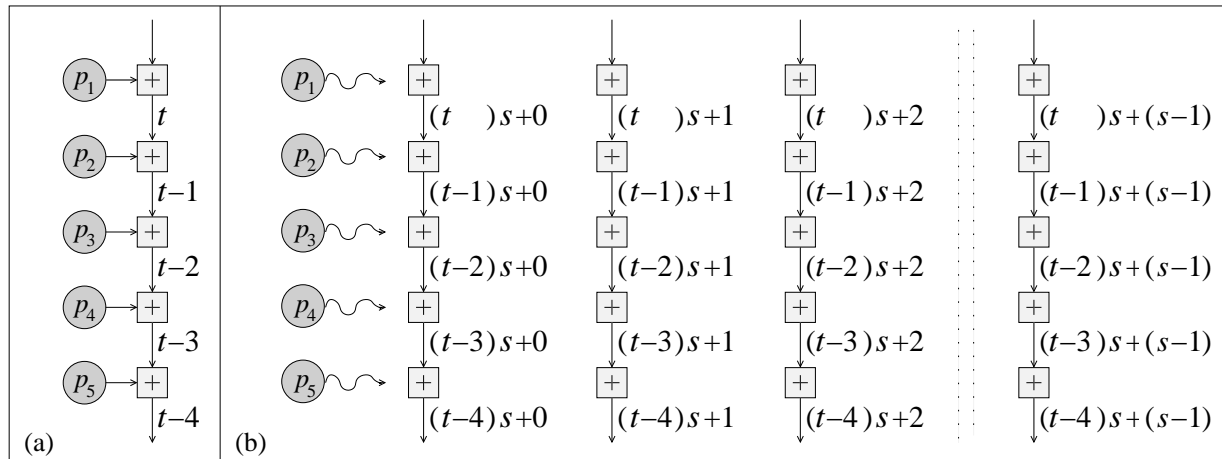 p₁ + + + + +
t (t )s+0 (t )s+1 (t )s+2 (t )s+(s−1)
p₂ + p₂ + + + +
t−1 (t−1)s+0 (t−1)s+1 (t−1)s+2 (t−1)s+(s−1)
p₃ + p₃ + + + +
t−2 (t−2)s+0 (t−2)s+1 (t−2)s+2 (t−2)s+(s−1)
p₄ + p₄ + + + +
t−3 (t−3)s+0 (t−3)s+1 (t−3)s+2 (t−3)s+(s−1)
p₅ + p₅ + + + +
t−4 (t−4)s+0 (t−4)s+1 (t−4)s+2 (t−4)s+(s−1)
(a) (b)